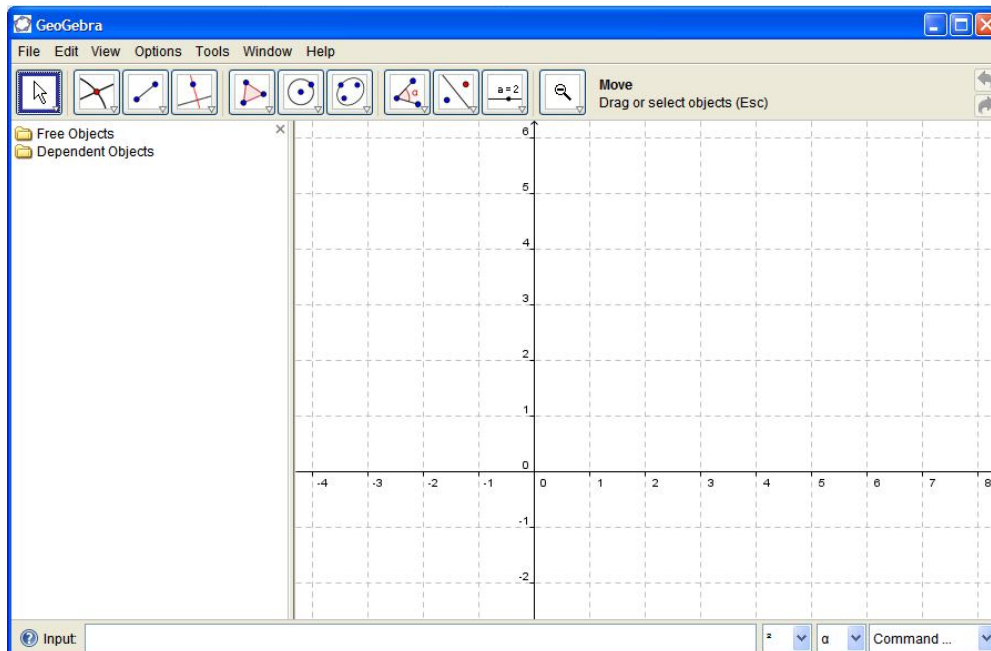 GeoGebra
File Edit View Options Tools Window Help
α
a=2
Move
Drag or select objects (Esc)
Free Objects
Dependent Objects
6
5
4
3
2
1
0
-4 -3 -2 -1 0 1 2 3 4 5 6 7 8
-1
-2
Input: ² α Command ...